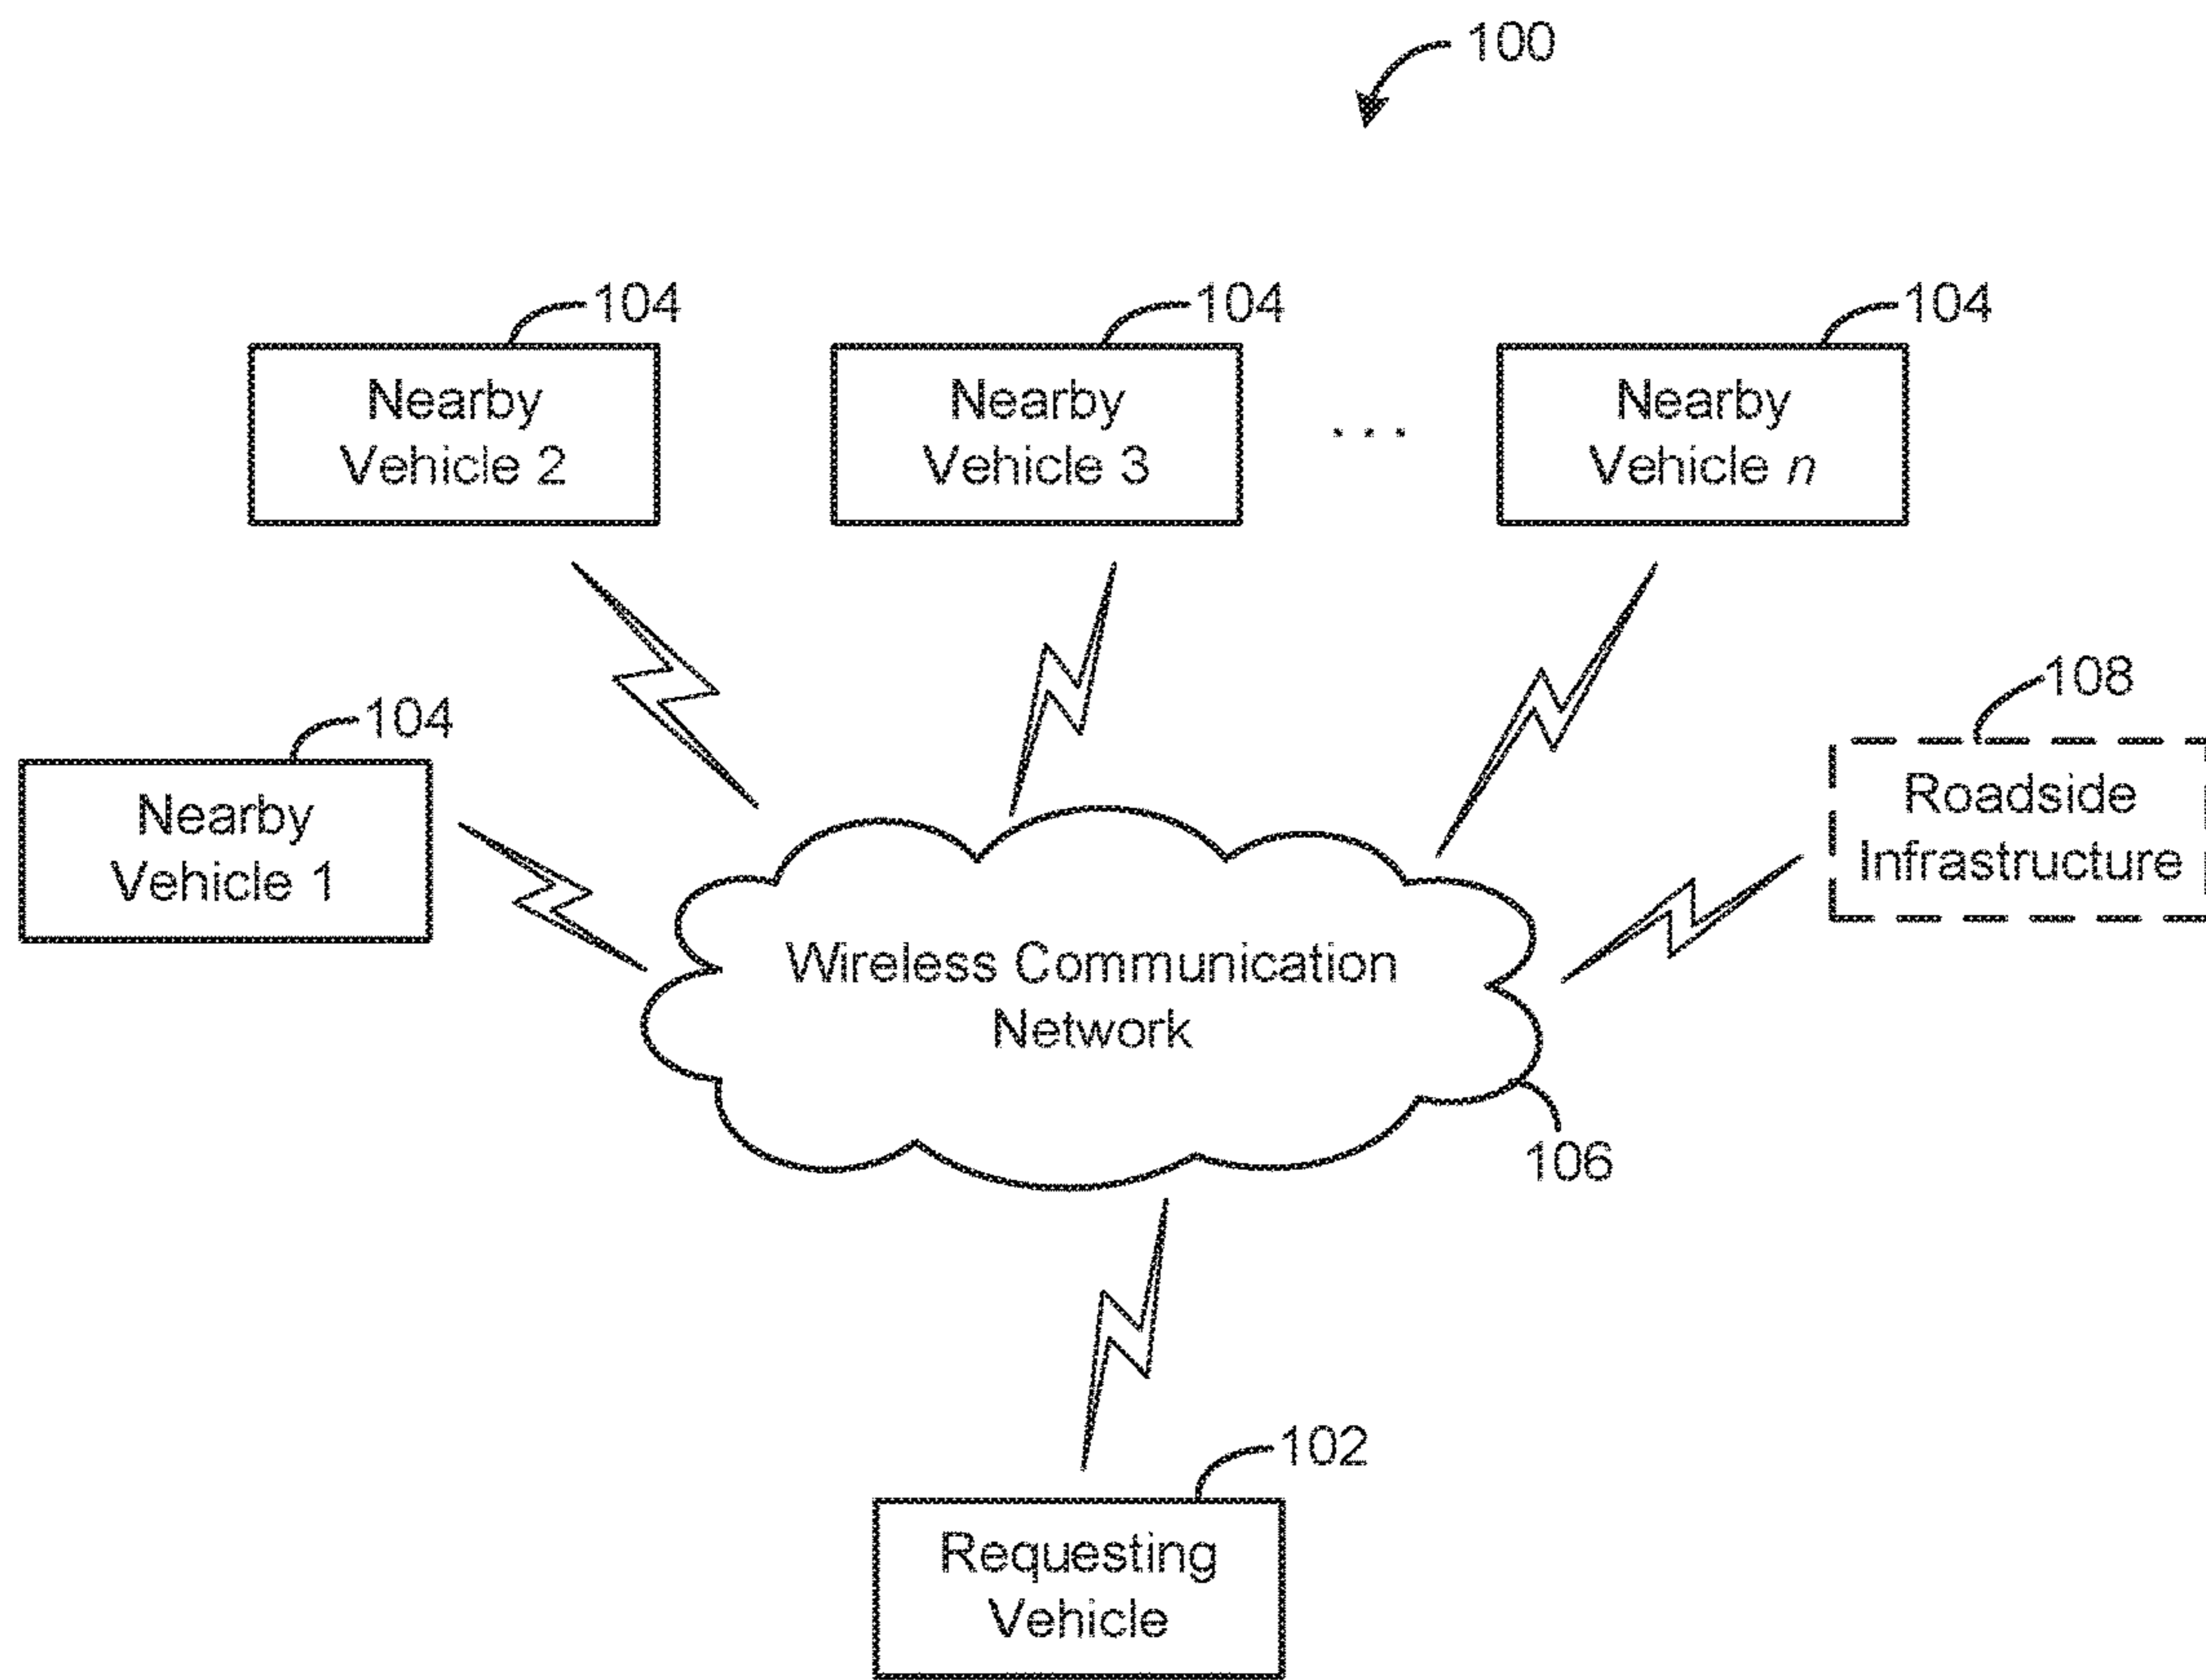 100
104
104
104
Nearby
Vehicle 2
Nearby
Vehicle 3
...
Nearby
Vehicle n
104
Nearby
Vehicle 1
108
Roadside
Infrastructure
Wireless Communication
Network
106
102
Requesting
Vehicle